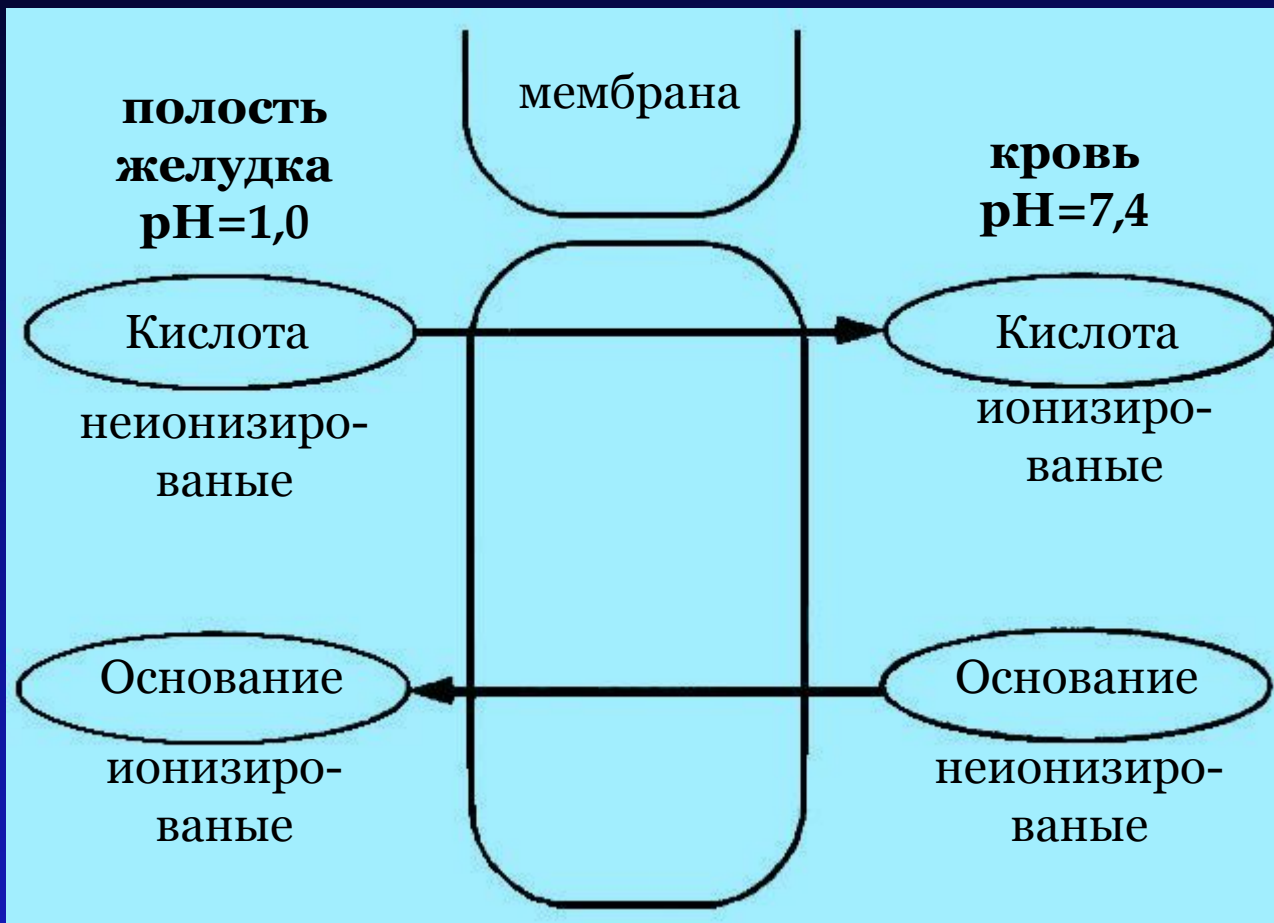 мембрана
полость
желудка
pH=1,0
кровь
pH=7,4
Кислота
неионизиро-
ваные
Кислота
ионизиро-
ваные
Основание
ионизиро-
ваные
Основание
неионизиро-
ваные